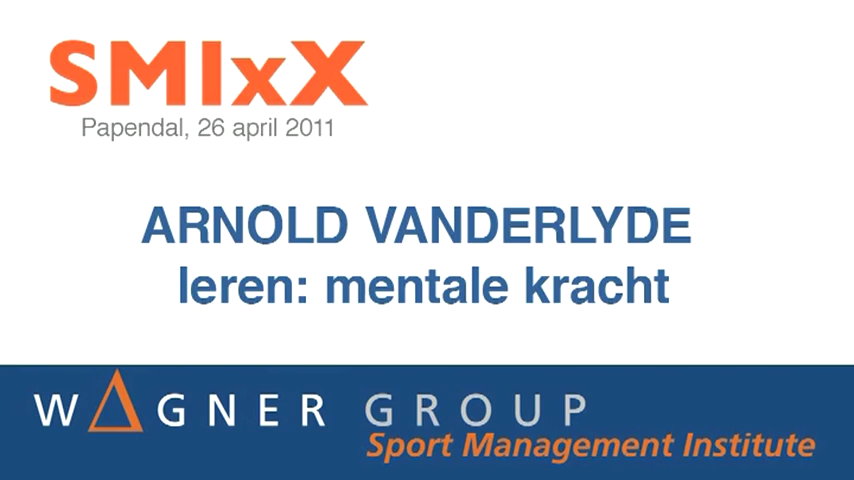 SMIxX
Papendal, 26 april 2011
ARNOLD VANDERLYDE
leren: mentale kracht
WAGNER GROUP
Sport Management Institute